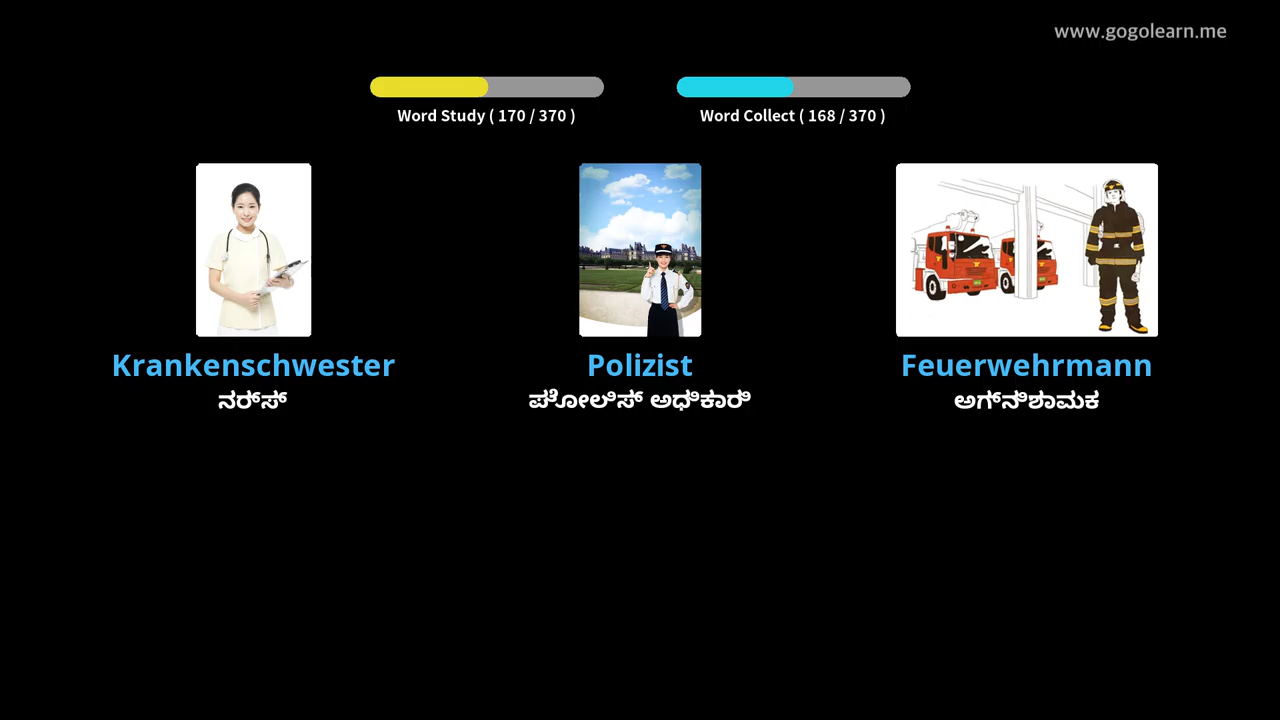 www.gogolearn.me
Word Study ( 170 / 370 )
Word Collect ( 168 / 370 )
Krankenschwester
ನರ್ಸ್
Polizist
ಪೋಲಿಸ್ ಅಧಿಕಾರಿ
Feuerwehrmann
ಅಗ್ನಿಶಾಮಕ